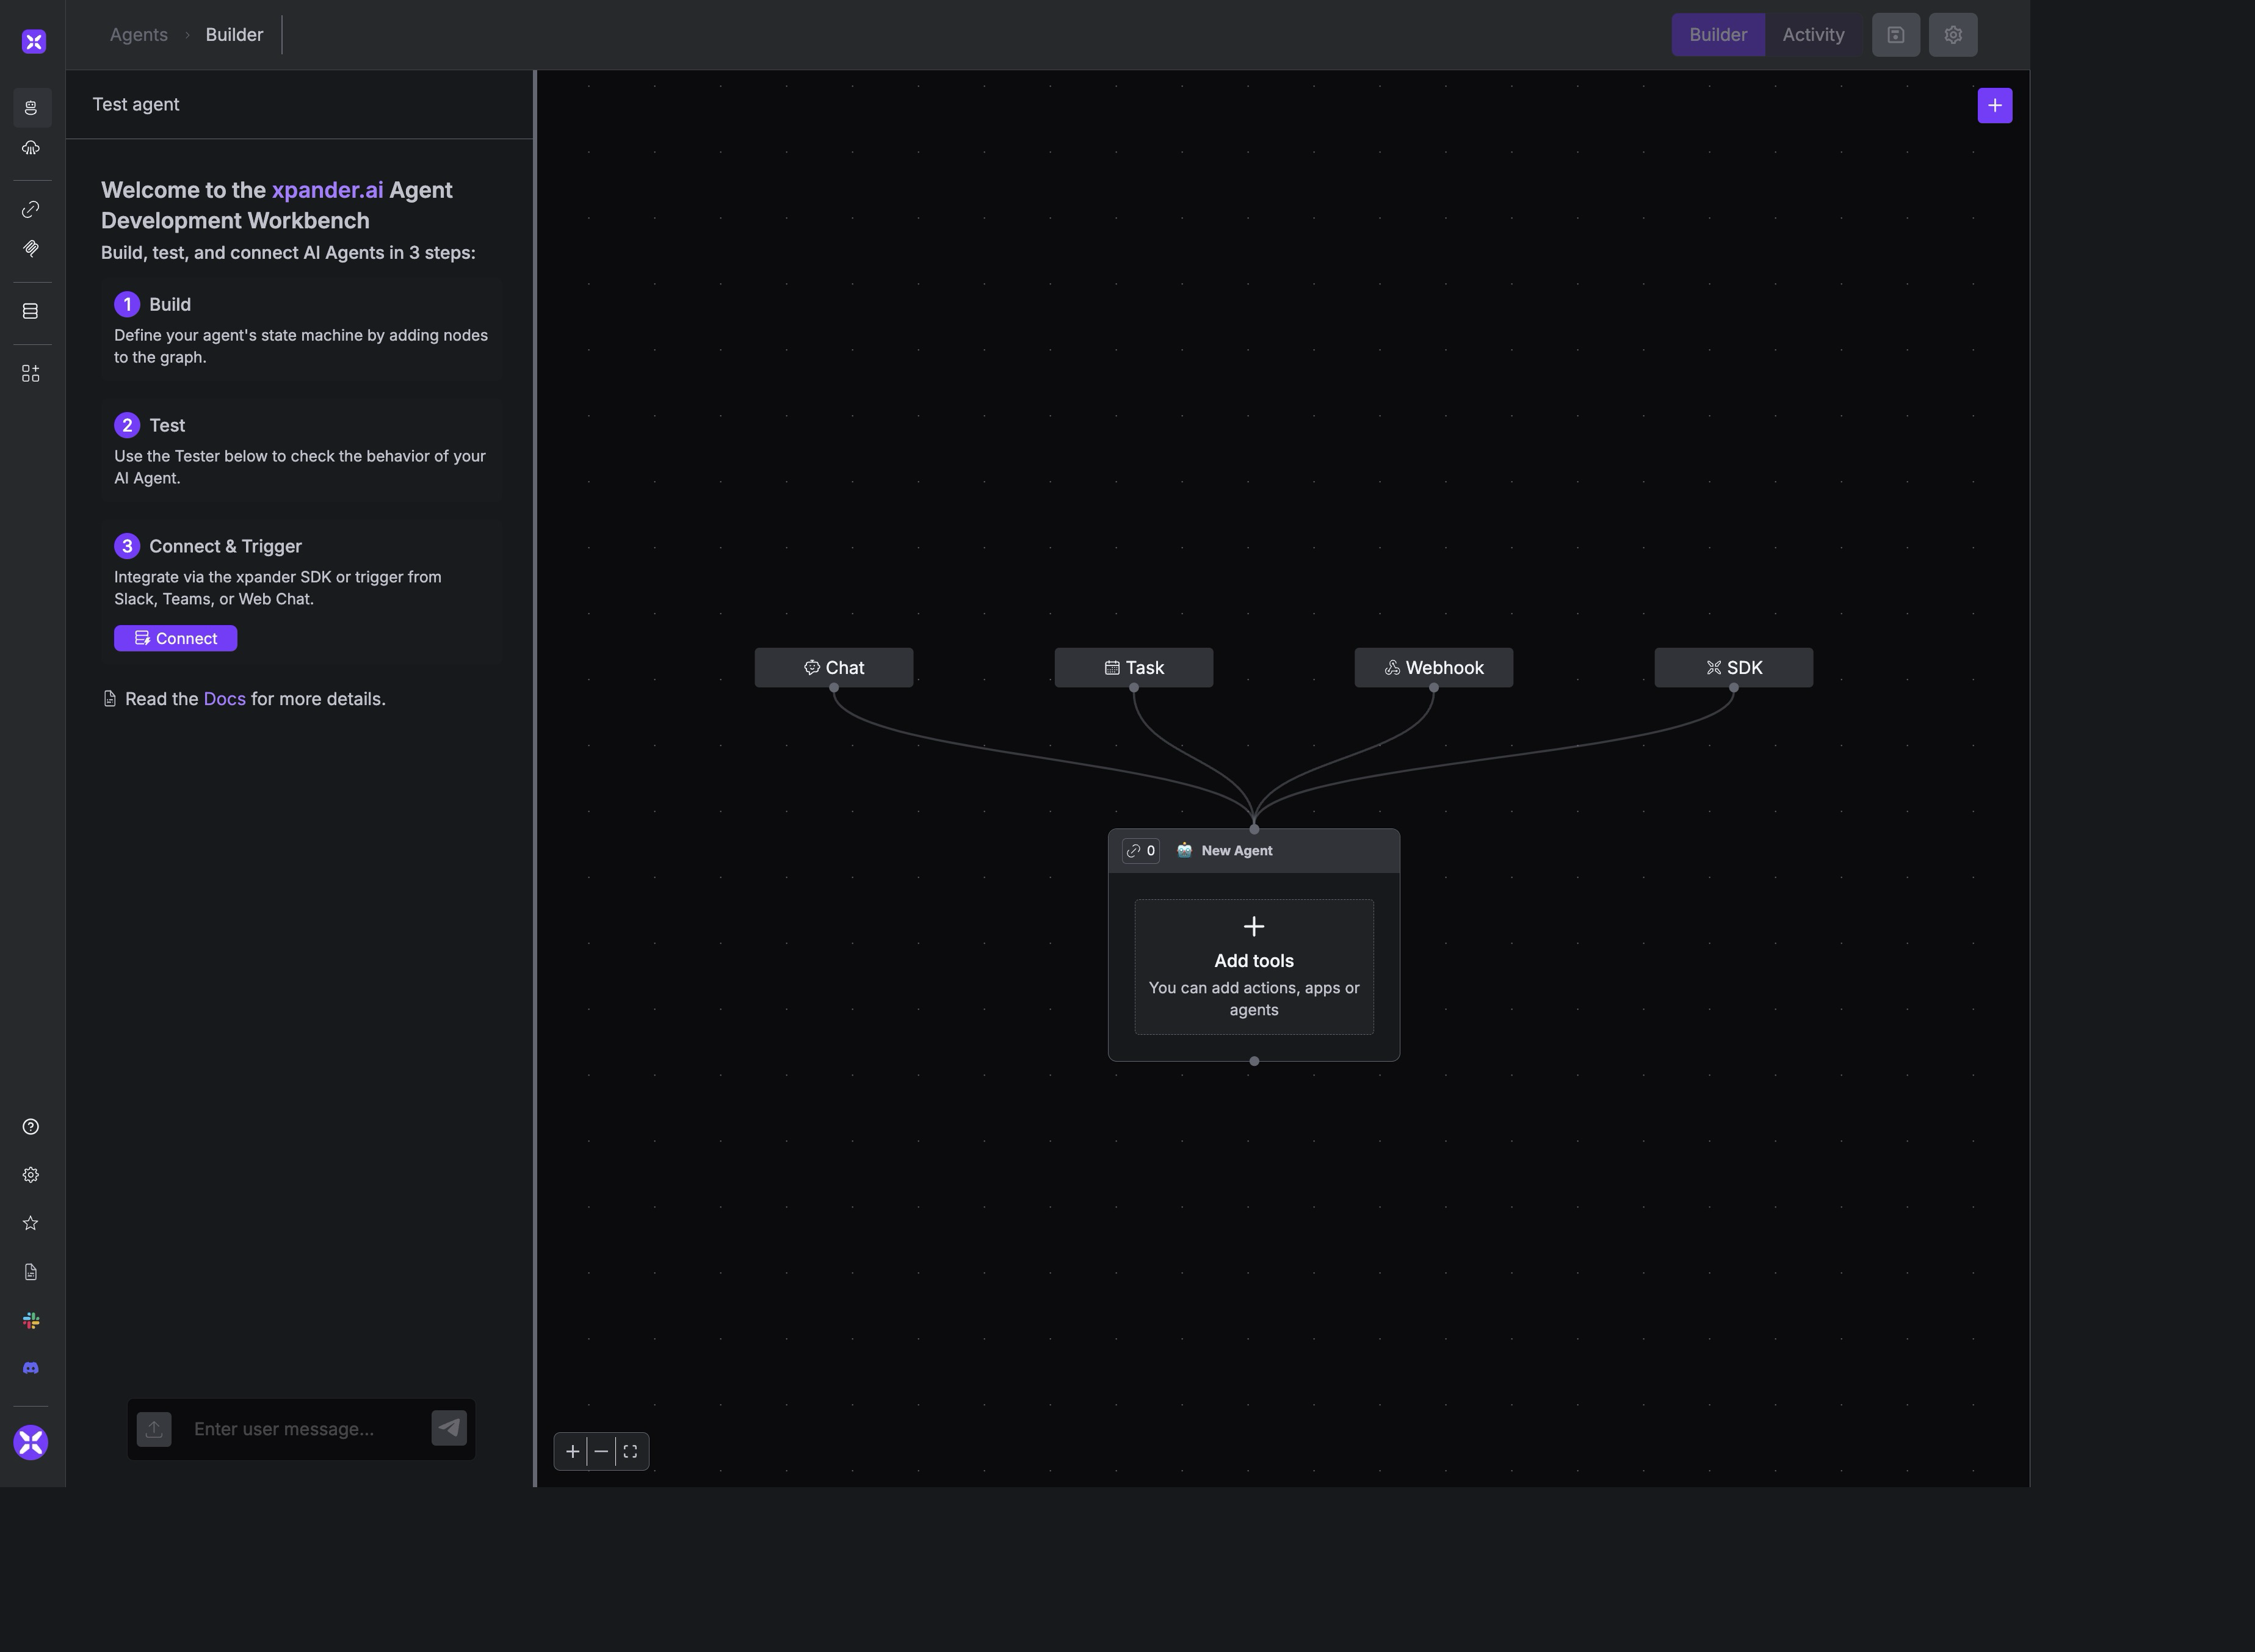 Agents › Builder
Builder
Activity
Test agent
Welcome to the xpander.ai Agent
Development Workbench
Build, test, and connect AI Agents in 3 steps:
1 Build
Define your agent's state machine by adding nodes
to the graph.
2 Test
Use the Tester below to check the behavior of your
AI Agent.
3 Connect & Trigger
Integrate via the xpander SDK or trigger from
Slack, Teams, or Web Chat.
Connect
Read the Docs for more details.
Enter user message...
Chat
Task
Webhook
SDK
0 New Agent
Add tools
You can add actions, apps or
agents